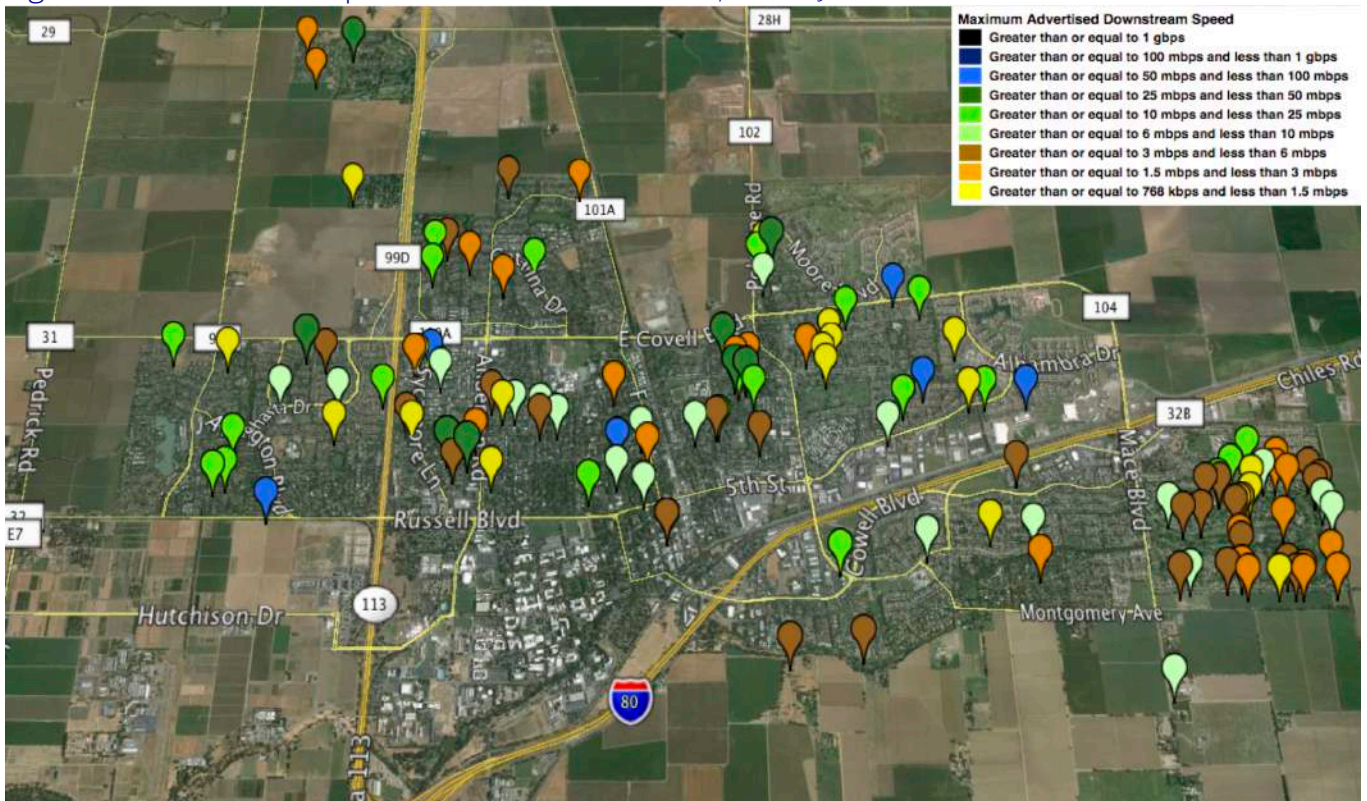 29
28H
Maximum Advertised Downstream Speed
Greater than or equal to 1 gbps
Greater than or equal to 100 mbps and less than 1 gbps
Greater than or equal to 50 mbps and less than 100 mbps
Greater than or equal to 25 mbps and less than 50 mbps
Greater than or equal to 10 mbps and less than 25 mbps
Greater than or equal to 6 mbps and less than 10 mbps
Greater than or equal to 3 mbps and less than 6 mbps
Greater than or equal to 1.5 mbps and less than 3 mbps
Greater than or equal to 768 kbps and less than 1.5 mbps
102
101A
99D
Moore Blvd
104
31
E Covell
Alhambra Dr
Chiles Rd
32B
Pedrick Rd
Shasta Dr
Mace Blvd
5th St
32
Russell Blvd
Cowell Blvd
E7
113
Hutchison Dr
Montgomery Ave
80
113